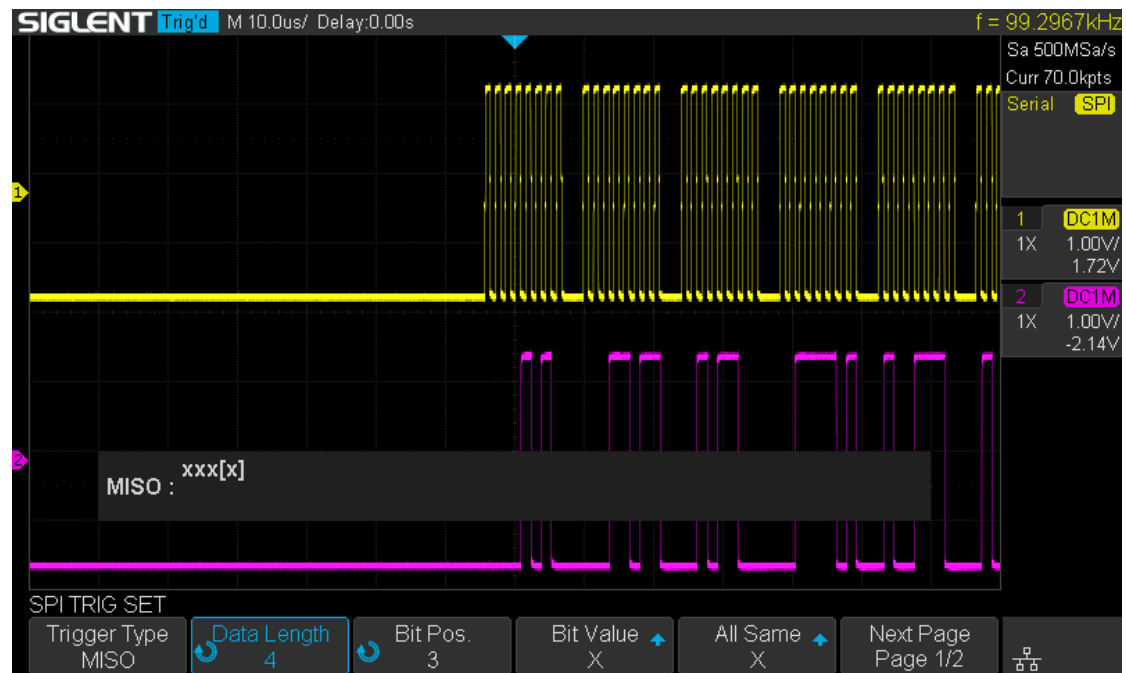 SIGLENT Trig'd M 10.0us/ Delay:0.00s f = 99.2967kHz
Sa 500MSa/s
Curr 70.0kpts
Serial SPI
1
1 DC1M
1X 1.00V/
1.72V
2 DC1M
1X 1.00V/
-2.14V
2
MISO : xxx[x]
SPI TRIG SET
Trigger Type Data Length Bit Pos. Bit Value All Same Next Page
MISO 4 3 X X Page 1/2